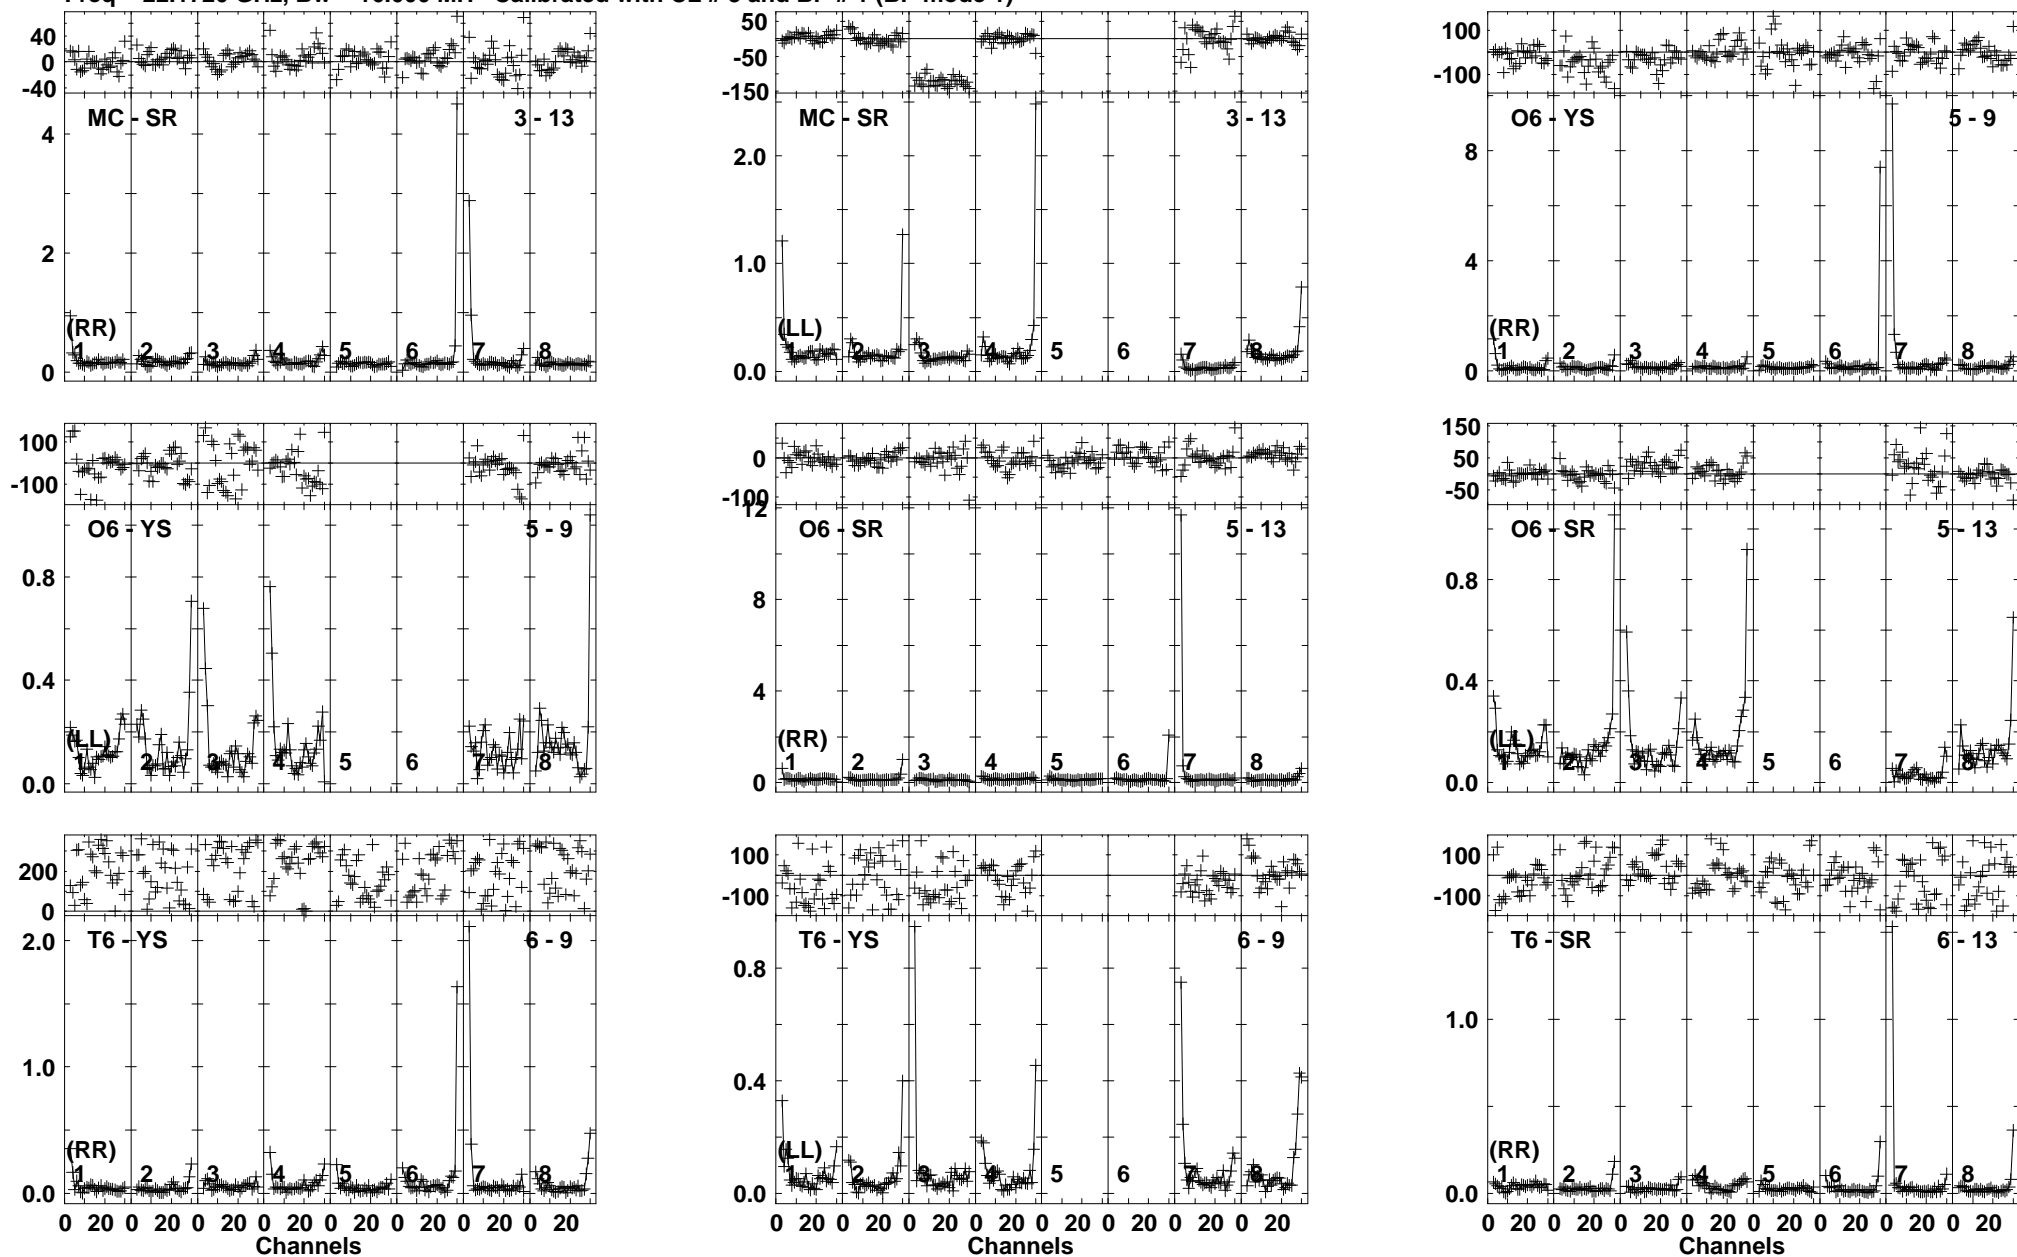 40 0 -40
MC - SR 3 - 13
4 2 0
(RR)
1 2 3 4 5 6 7 8
50 -50 -150
MC - SR 3 - 13
2.0 1.0 0.0
(LL)
1 2 3 4 5 6 7 8
100 -100
O6 - YS 5 - 9
8 4 0
(RR)
1 2 3 4 5 6 7 8
100 -100
O6 - YS 5 - 9
0.8 0.4 0.0
(LL)
1 2 3 4 5 6 7 8
0 -100
O6 - SR 5 - 13
12 8 4 0
(RR)
1 2 3 4 5 6 7 8
150 50 -50
O6 - SR 5 - 13
0.8 0.4 0.0
(LL)
1 2 3 4 5 6 7 8
200 0
T6 - YS 6 - 9
2.0 1.0 0.0
(RR)
1 2 3 4 5 6 7 8
0 20 0 20 0 20 0 20 0 20 0 20 0 20 0 20
Channels
100 -100
T6 - YS 6 - 9
0.8 0.4 0.0
(LL)
1 2 3 4 5 6 7 8
0 20 0 20 0 20 0 20 0 20 0 20 0 20 0 20
Channels
100 -100
T6 - SR 6 - 13
1.0 0.0
(RR)
1 2 3 4 5 6 7 8
0 20 0 20 0 20 0 20 0 20 0 20 0 20 0 20
Channels